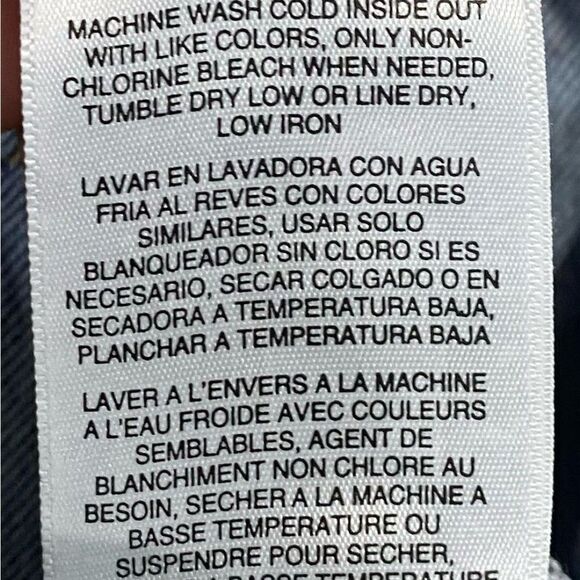 MACHINE WASH COLD INSIDE OUT
WITH LIKE COLORS, ONLY NON-
CHLORINE BLEACH WHEN NEEDED,
TUMBLE DRY LOW OR LINE DRY,
LOW IRON
LAVAR EN LAVADORA CON AGUA
FRIA AL REVES CON COLORES
SIMILARES, USAR SOLO
BLANQUEADOR SIN CLORO SI ES
NECESARIO, SECAR COLGADO O EN
SECADORA A TEMPERATURA BAJA,
PLANCHAR A TEMPERATURA BAJA
LAVER A L'ENVERS A LA MACHINE
A L'EAU FROIDE AVEC COULEURS
SEMBLABLES, AGENT DE
BLANCHIMENT NON CHLORE AU
BESOIN, SECHER A LA MACHINE A
BASSE TEMPERATURE OU
SUSPENDRE POUR SECHER,
A BASSE TEMPERATURE